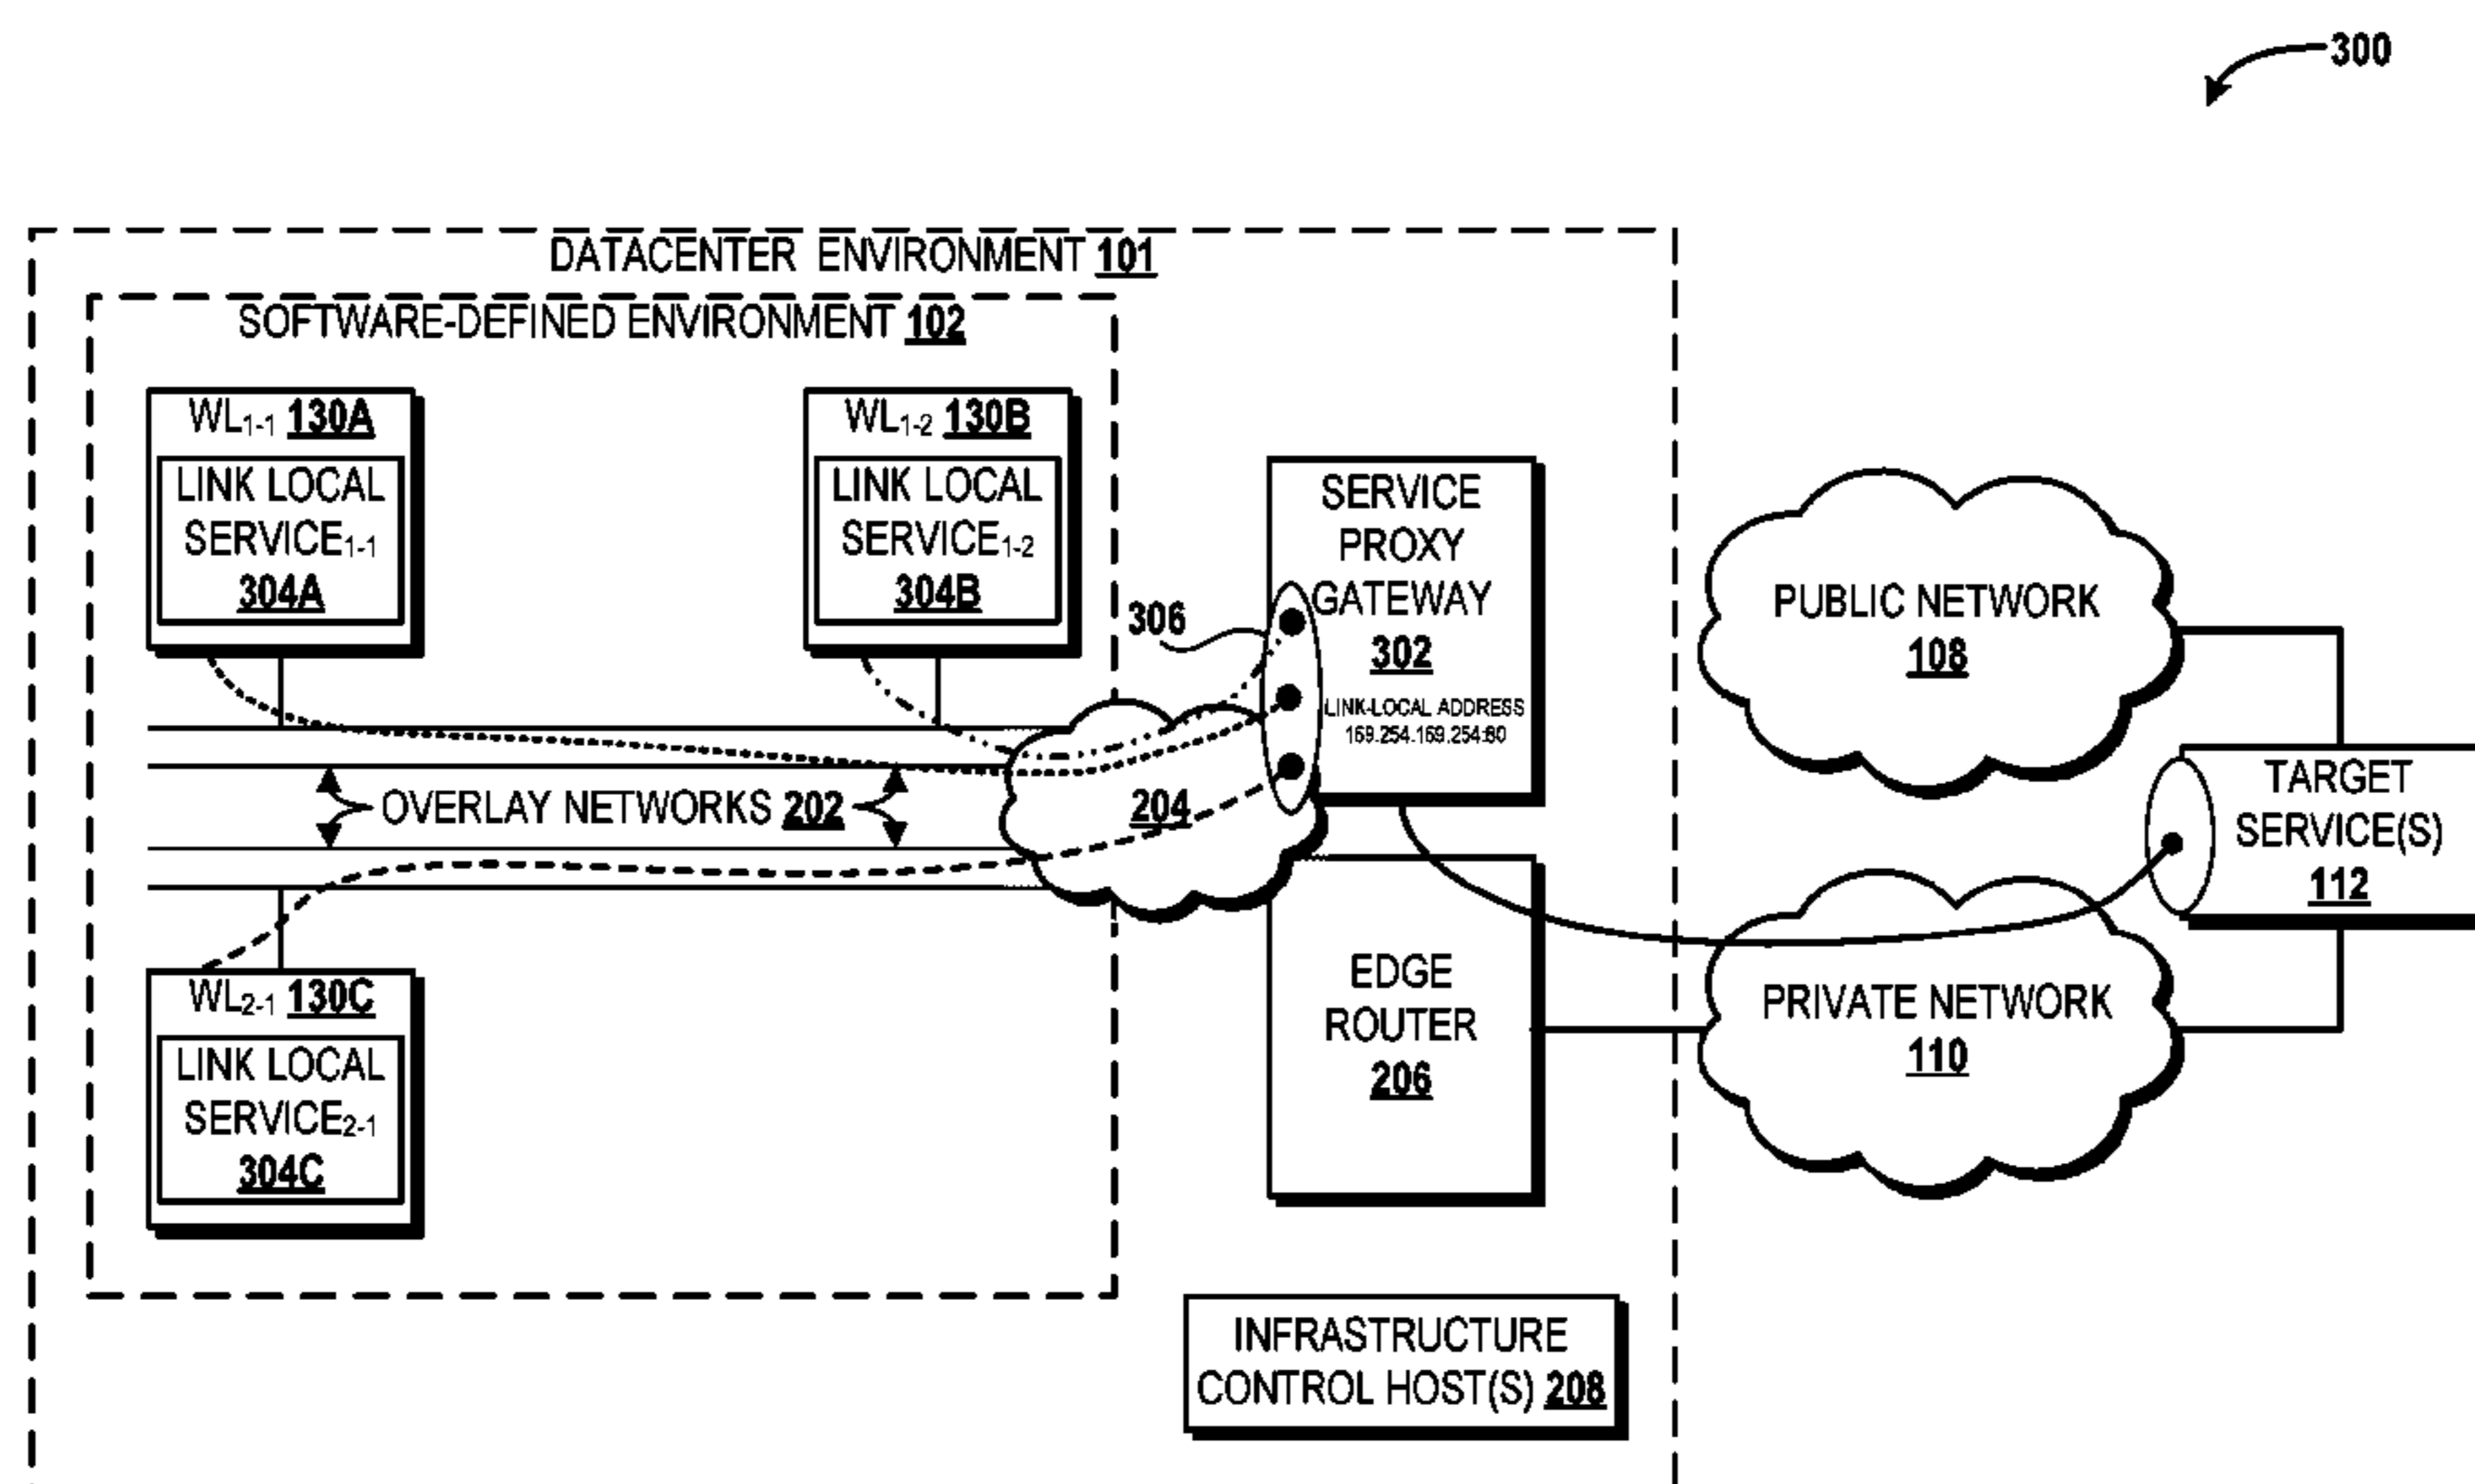 300
DATACENTER ENVIRONMENT 101
SOFTWARE-DEFINED ENVIRONMENT 102
WL1-1 130A
LINK LOCAL
SERVICE1-1
304A
WL1-2 130B
LINK LOCAL
SERVICE1-2
304B
306
SERVICE
PROXY
GATEWAY
302
LINK-LOCAL ADDRESS
169.254.169.254:80
PUBLIC NETWORK
108
OVERLAY NETWORKS 202
204
TARGET
SERVICE(S)
112
WL2-1 130C
LINK LOCAL
SERVICE2-1
304C
EDGE
ROUTER
206
PRIVATE NETWORK
110
INFRASTRUCTURE
CONTROL HOST(S) 208